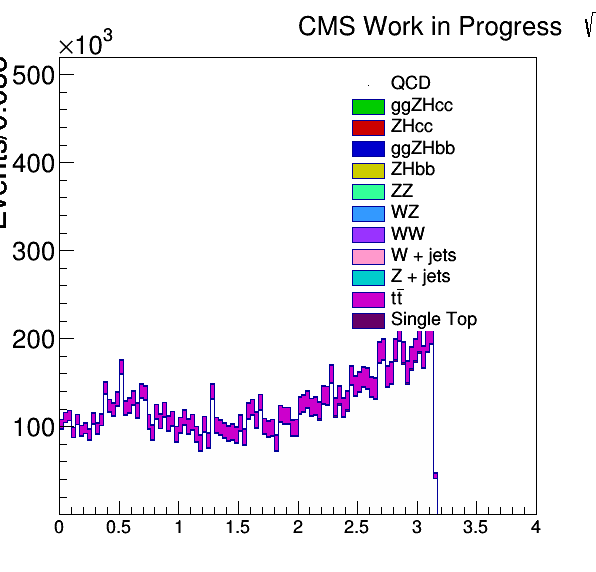 CMS Work in Progress √
×10³
500
400
300
200
100
QCD
ggZHcc
ZHcc
ggZHbb
ZHbb
ZZ
WZ
WW
W + jets
Z + jets
tt̄
Single Top
0 0.5 1 1.5 2 2.5 3 3.5 4